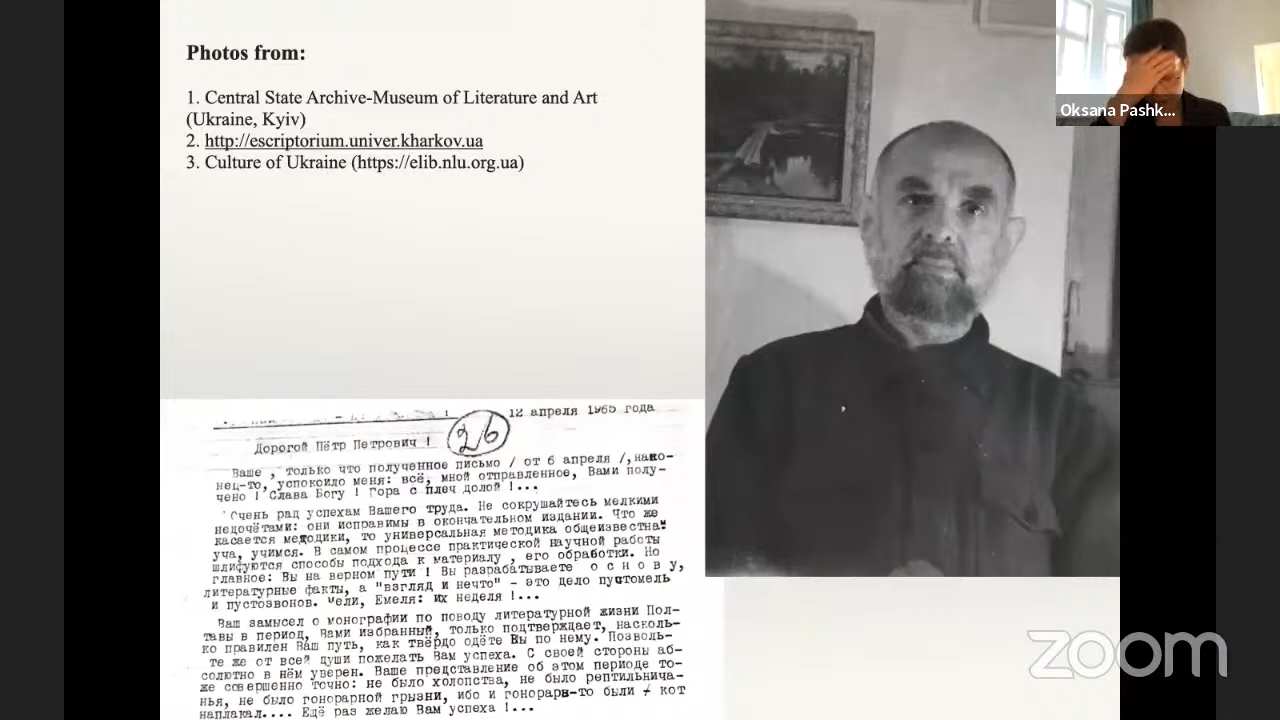 Photos from:
1. Central State Archive-Museum of Literature and Art
(Ukraine, Kyiv)
2. http://escriptorium.univer.kharkov.ua
3. Culture of Ukraine (https://elib.nlu.org.ua)
Oksana Pashk...
12 апреля 1965 года
26
Дорогой Пётр Петрович !
Ваше , только что полученное письмо / от 6 апреля /, нако-
нец-то, успокоило меня: всё, мной отправленное, Вами полу-
чено ! Слава Богу ! Гора с плеч долой !...
Очень рад успехам Вашего труда. Не сокрушайтесь мелкими
недочётами: они исправимы в окончательном издании. Что же
касается медодики, то универсальная методика общеизвестна:
уча, учимся. В самом процессе практической научной работы
шлифуются способы подхода к материалу , его обработки. Но
главное: Вы на верном пути ! Вы разрабатываете о с н о в у,
литературные факты, а "взгляд и нечто" - это дело пустомель
и пустозвонов. Мели, Емеля: их неделя !...
Ваш замысел о монографии по поводу литературной жизни Пол-
тавы в период, Вами избранный, только подтверждает, насколь-
ко правилен Ваш путь, как твёрдо одёте Вы по нему. Позволь-
те же от всей души пожелать Вам успеха. С своей стороны аб-
солютно в нём уверен. Ваше представление об этом периоде то-
же совершенно точно: не было холопства, не было рептильнича-
нья, не было гонорарной грызни, ибо и гонорарв-то были - кот
наплакал.... Ещё раз желаю Вам успеха !...
zoom